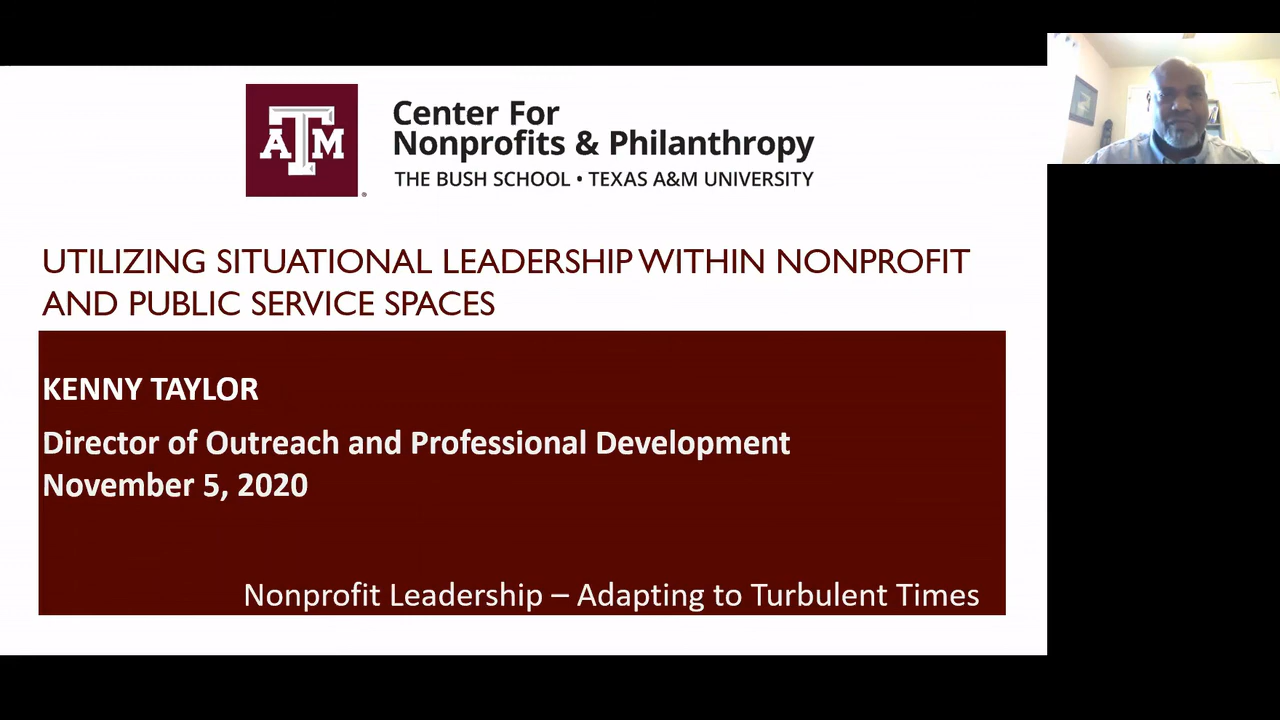 ATM
Center For
Nonprofits & Philanthropy
THE BUSH SCHOOL • TEXAS A&M UNIVERSITY
®
UTILIZING SITUATIONAL LEADERSHIP WITHIN NONPROFIT
AND PUBLIC SERVICE SPACES
KENNY TAYLOR
Director of Outreach and Professional Development
November 5, 2020
Nonprofit Leadership – Adapting to Turbulent Times